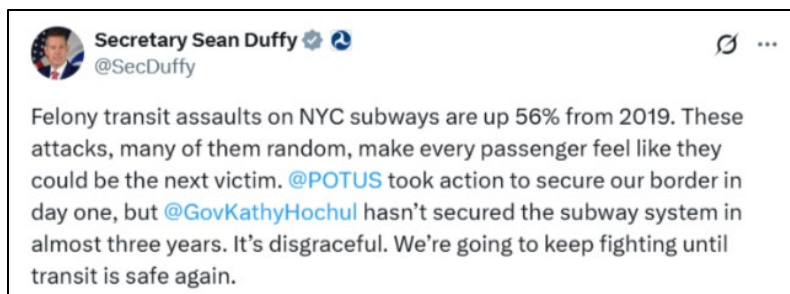 Secretary Sean Duffy
@SecDuffy
Felony transit assaults on NYC subways are up 56% from 2019. These
attacks, many of them random, make every passenger feel like they
could be the next victim. @POTUS took action to secure our border in
day one, but @GovKathyHochul hasn’t secured the subway system in
almost three years. It’s disgraceful. We’re going to keep fighting until
transit is safe again.